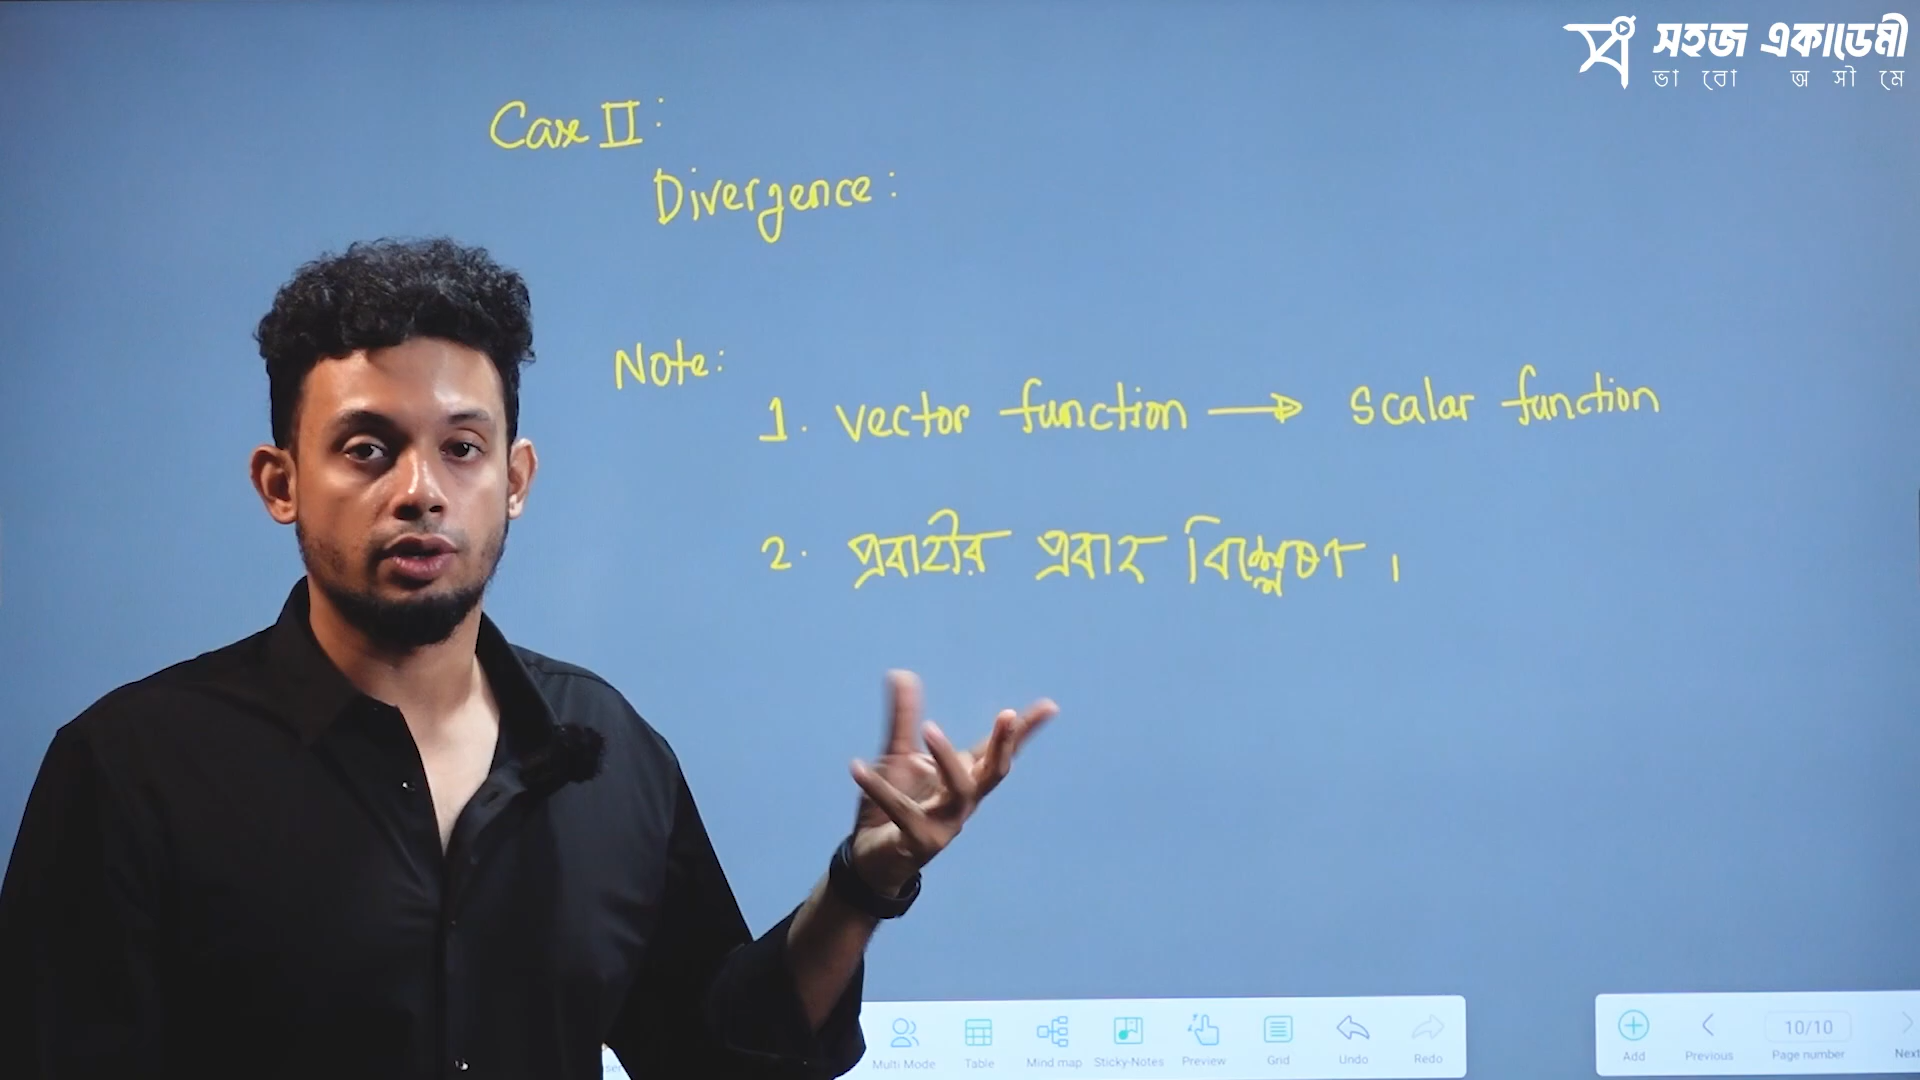 সহজ একাডেমী
ভাবো অসীমে
Case II:
Divergence:
Note:
1. vector function → scalar function
2. প্রবাহীর প্রবাহ বিশ্লেষণ।
Multi Mode
Table
Mind map
Sticky-Notes
Preview
Grid
Undo
Redo
Add
Previous
10/10
Page number
Next